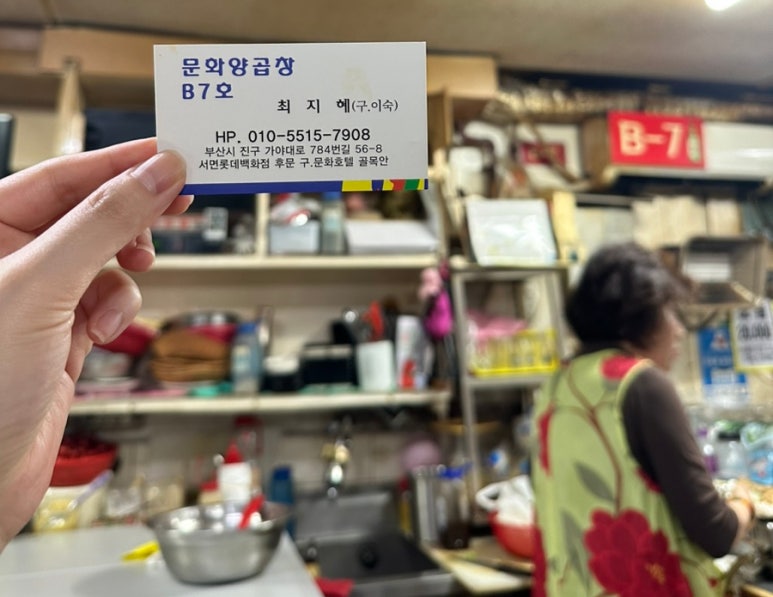 문화양곱창
B7호
최 지 혜(구.이숙)
HP. 010-5515-7908
부산시 진구 가야대로 784번길 56-8
서면롯데백화점 후문 구.문화호텔 골목안
B-7